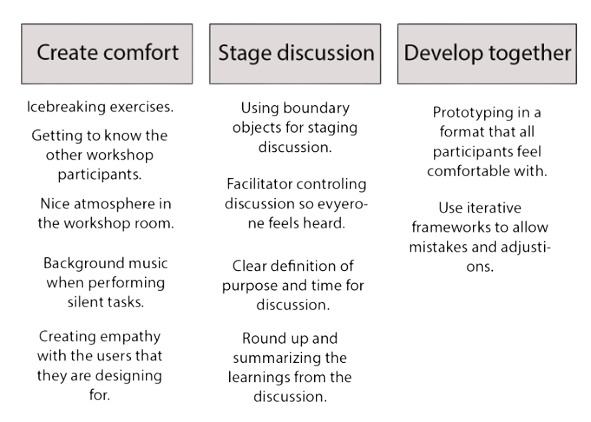 Create comfort
Icebreaking exercises.
Getting to know the
other workshop
participants.
Nice atmosphere in
the workshop room.
Background music
when performing
silent tasks.
Creating empathy
with the users that
they are designing
for.
Stage discussion
Using boundary
objects for staging
discussion.
Facilitator controling
discussion so evyero-
ne feels heard.
Clear definition of
purpose and time for
discussion.
Round up and
summarizing the
learnings from the
discussion.
Develop together
Prototyping in a
format that all
participants feel
comfortable with.
Use iterative
frameworks to allow
mistakes and adjusti-
ons.